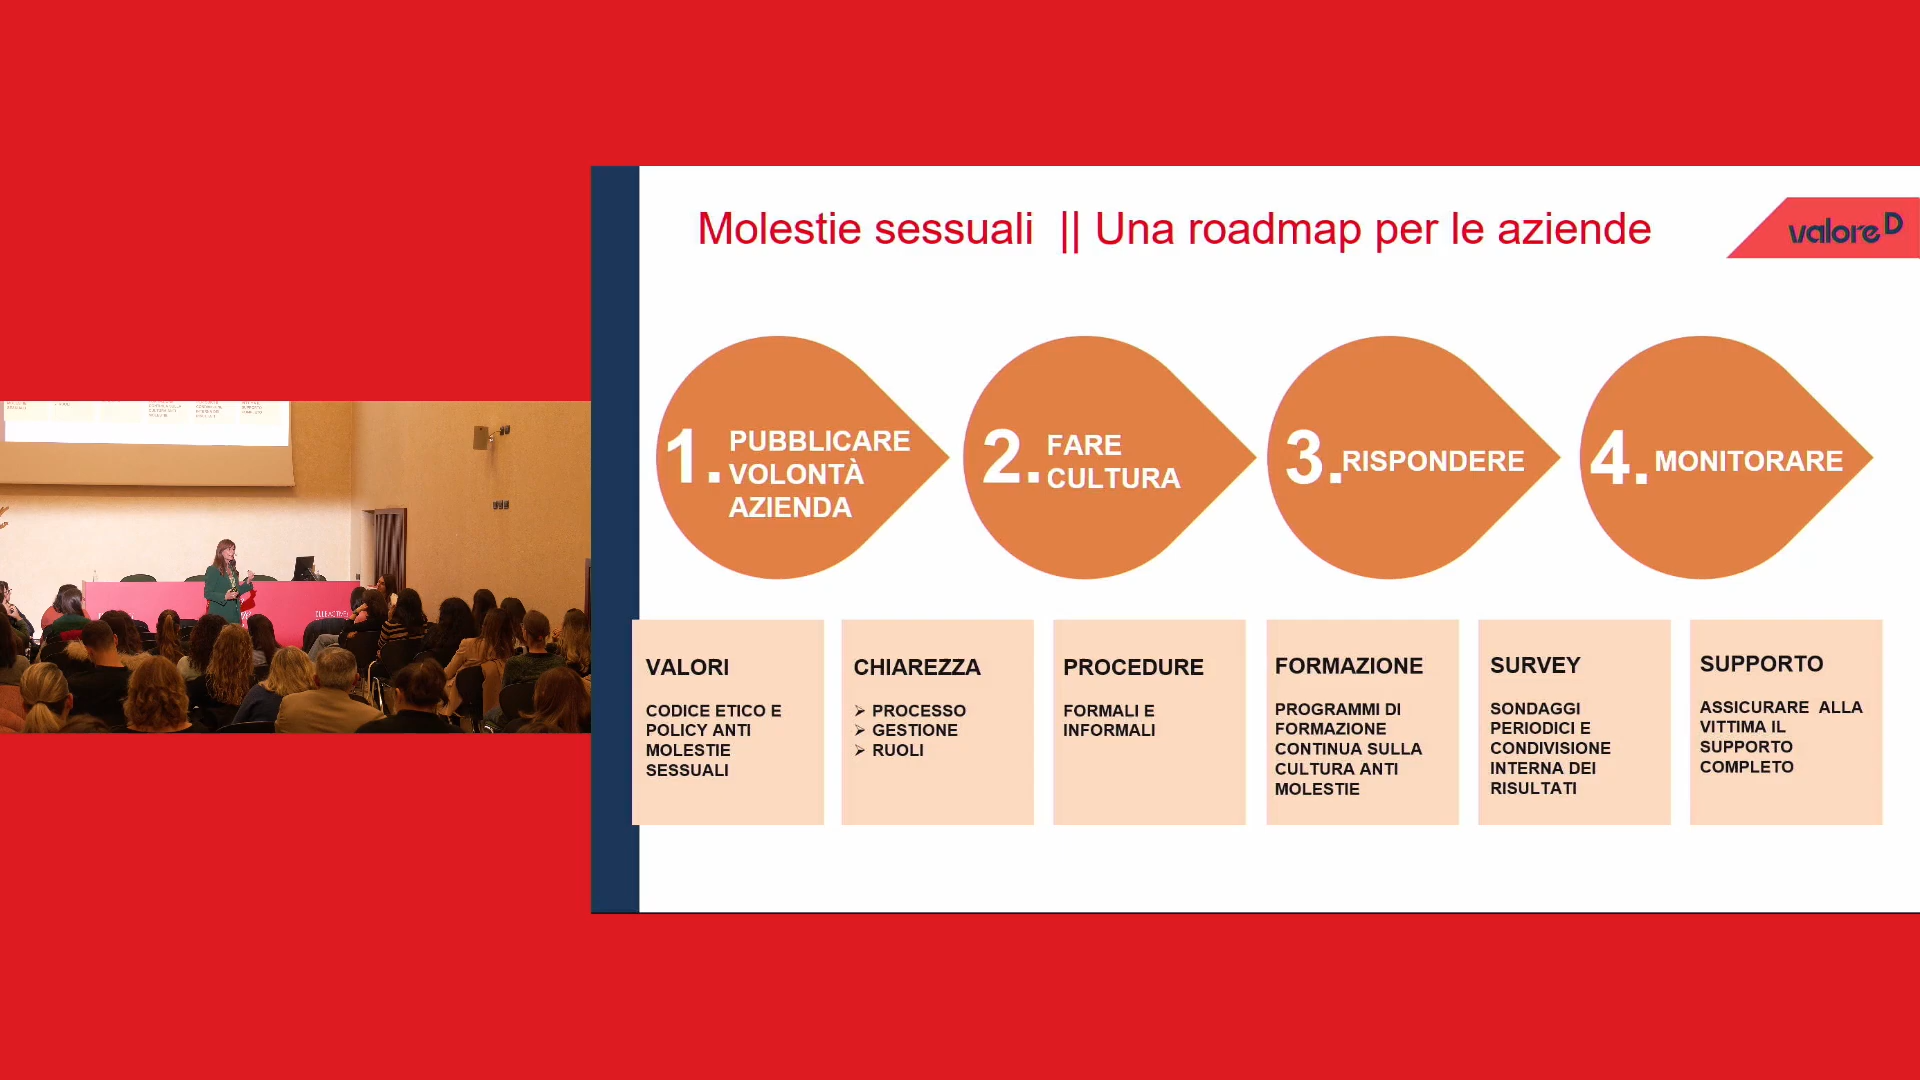 Molestie sessuali || Una roadmap per le aziende
valoreD
1. PUBBLICARE
VOLONTÀ
AZIENDA
2. FARE
CULTURA
3. RISPONDERE
4. MONITORARE
VALORI
CODICE ETICO E
POLICY ANTI
MOLESTIE
SESSUALI
CHIAREZZA
➢ PROCESSO
➢ GESTIONE
➢ RUOLI
PROCEDURE
FORMALI E
INFORMALI
FORMAZIONE
PROGRAMMI DI
FORMAZIONE
CONTINUA SULLA
CULTURA ANTI
MOLESTIE
SURVEY
SONDAGGI
PERIODICI E
CONDIVISIONE
INTERNA DEI
RISULTATI
SUPPORTO
ASSICURARE ALLA
VITTIMA IL
SUPPORTO
COMPLETO